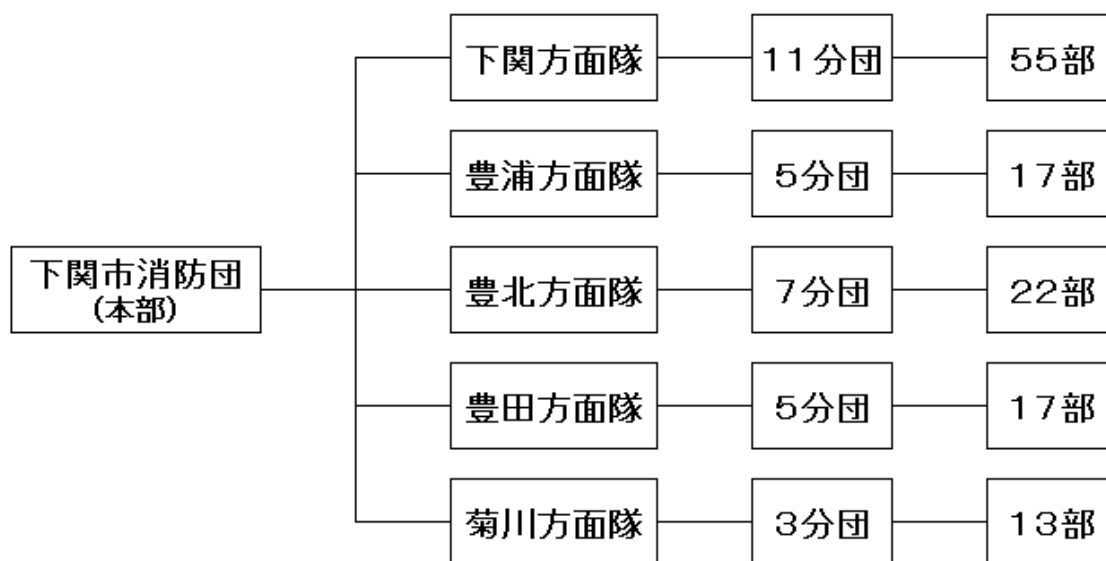 下関方面隊 11分団 55部
豊浦方面隊 5分団 17部
下関市消防団
(本部)
豊北方面隊 7分団 22部
豊田方面隊 5分団 17部
菊川方面隊 3分団 13部